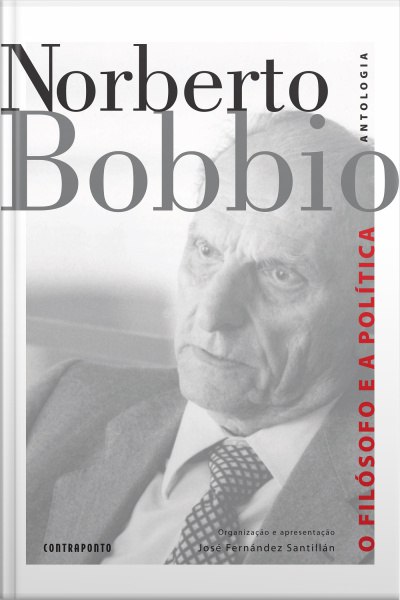 Norberto
Bobbio
ANTOLOGIA
O FILÓSOFO E A POLÍTICA
Organização e apresentação
José Fernández Santillán
CONTRAPONTO